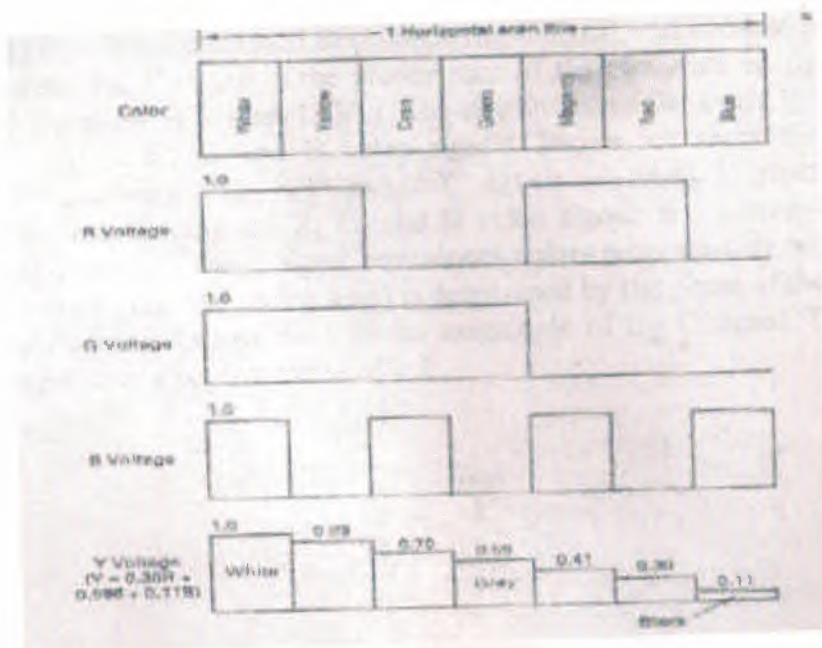 1 Horizontal scan line
Color
White Yellow Cyan Green Magenta Red Blue
1.0
R Voltage
1.0
G Voltage
1.0
B Voltage
1.0 0.89 0.70 0.59 0.41 0.30 0.11
Y Voltage
(Y = 0.30R +
0.59G + 0.11B)
White
Grey
Black